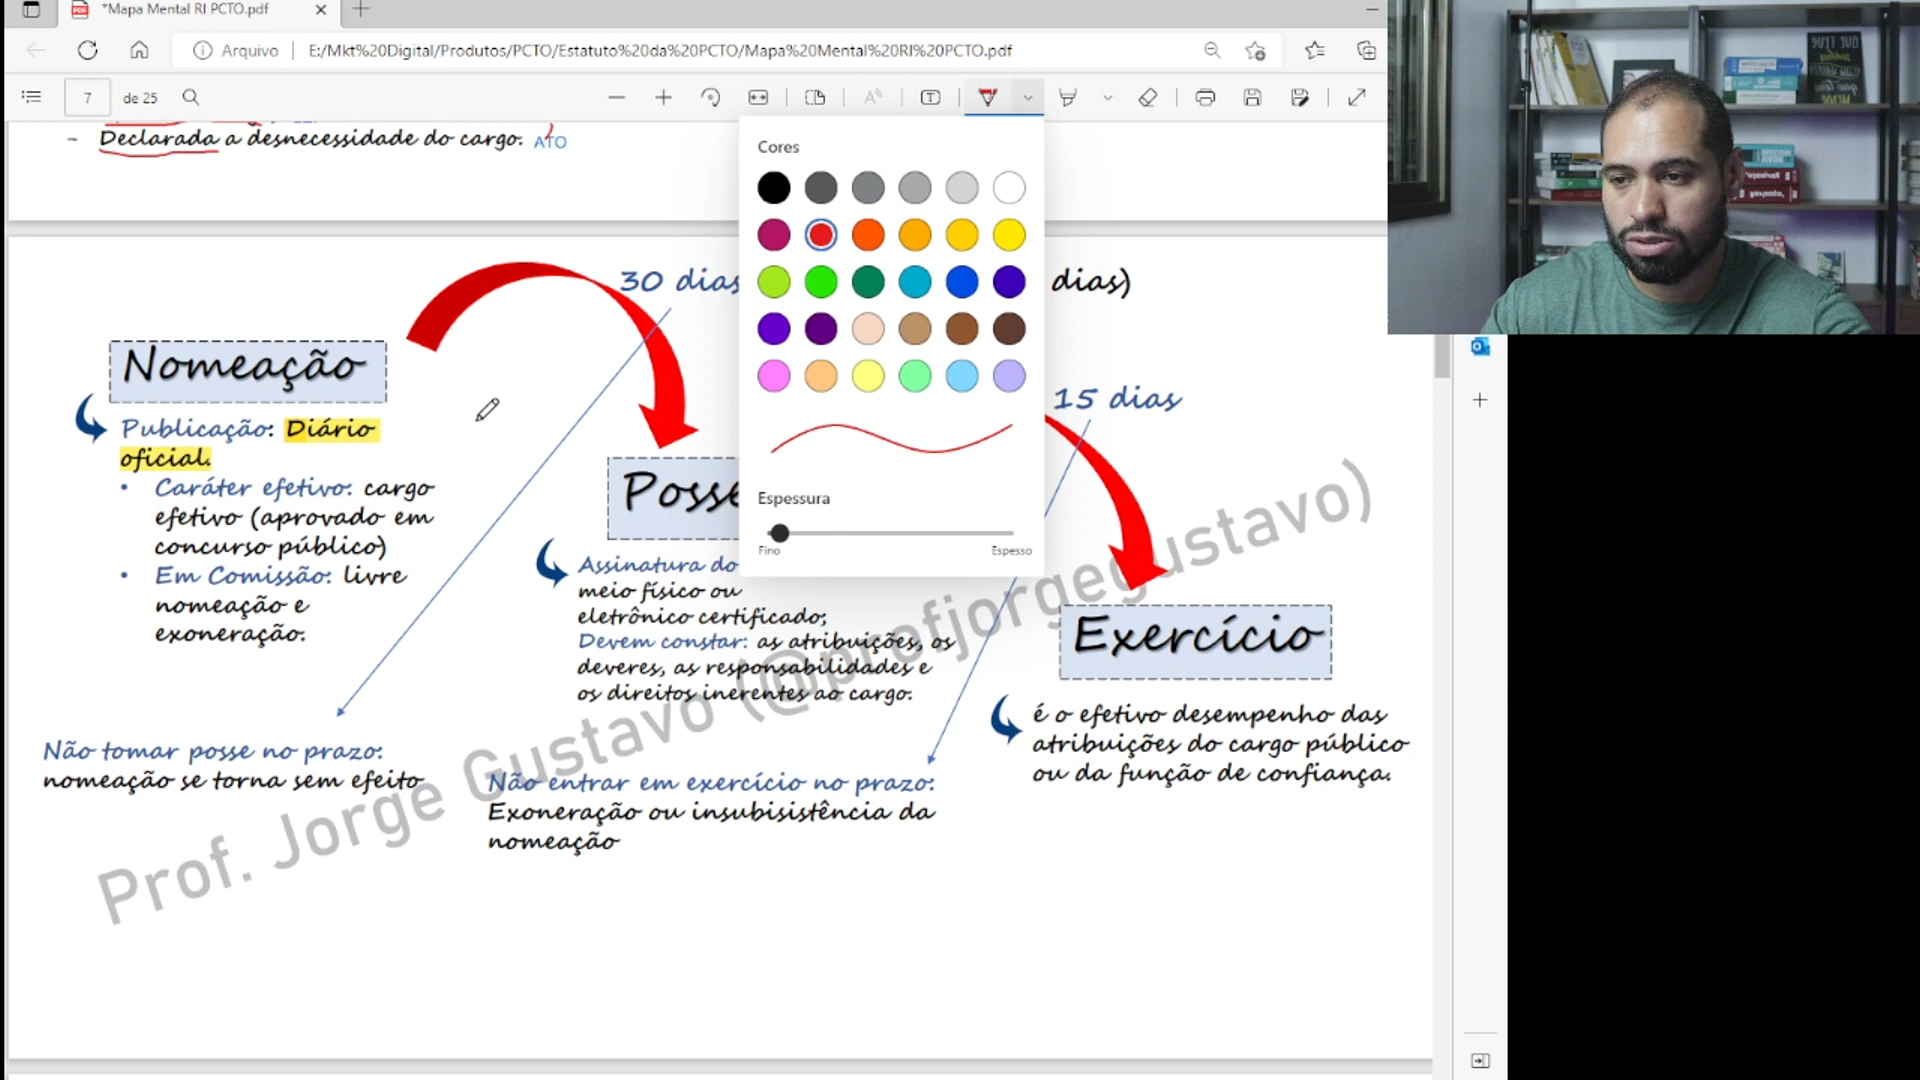 *Mapa Mental RI PCTO.pdf
Arquivo
E:/Mkt%20Digital/Produtos/PCTO/Estatuto%20da%20PCTO/Mapa%20Mental%20RI%20PCTO.pdf
7 de 25
- Declarada a desnecessidade do cargo. ATO
Cores
30 dias
dias)
Nomeação
Publicação: Diário
oficial.
• Caráter efetivo: cargo
efetivo (aprovado em
concurso público)
• Em Comissão: livre
nomeação e
exoneração.
15 dias
Posse
Espessura
Fino
Espesso
Assinatura do
meio físico ou
eletrônico certificado;
Devem constar: as atribuições, os
deveres, as responsabilidades e
os direitos inerentes ao cargo.
Exercício
é o efetivo desempenho das
atribuições do cargo público
ou da função de confiança.
Não tomar posse no prazo:
nomeação se torna sem efeito
Não entrar em exercício no prazo:
Exoneração ou insubisistência da
nomeação
Prof. Jorge Gustavo (@profjorgegustavo)